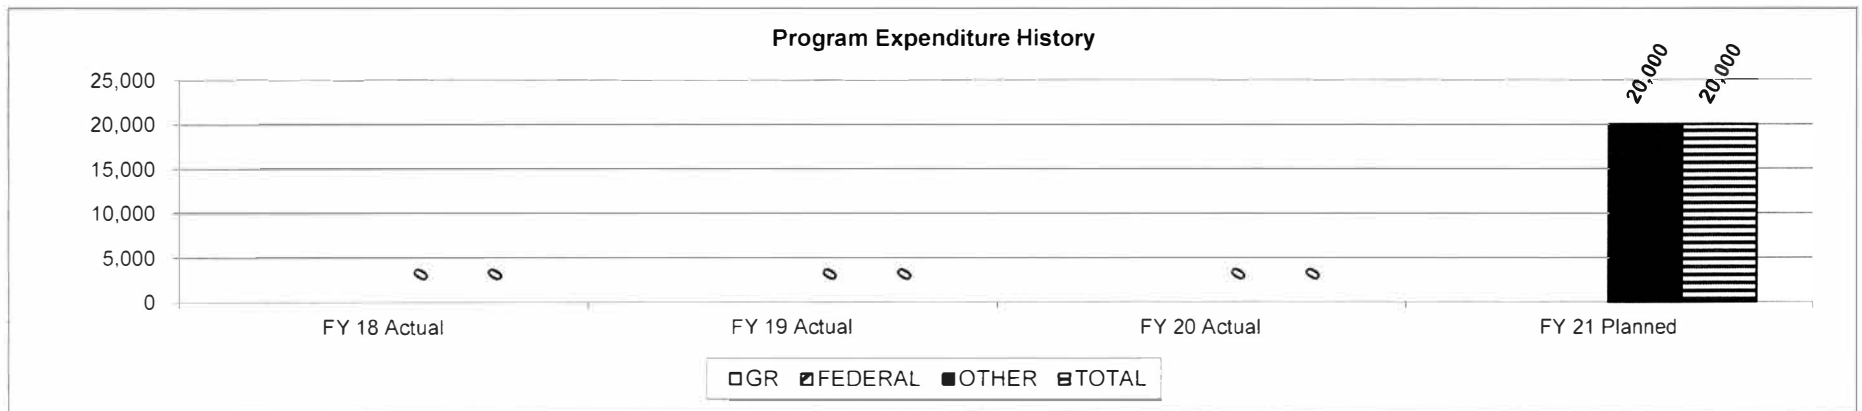 Program Expenditure History
20,000 20,000
25,000
20,000
15,000
10,000
5,000
0
0 0 0 0 0 0
FY 18 Actual FY 19 Actual FY 20 Actual FY 21 Planned
GR FEDERAL OTHER TOTAL